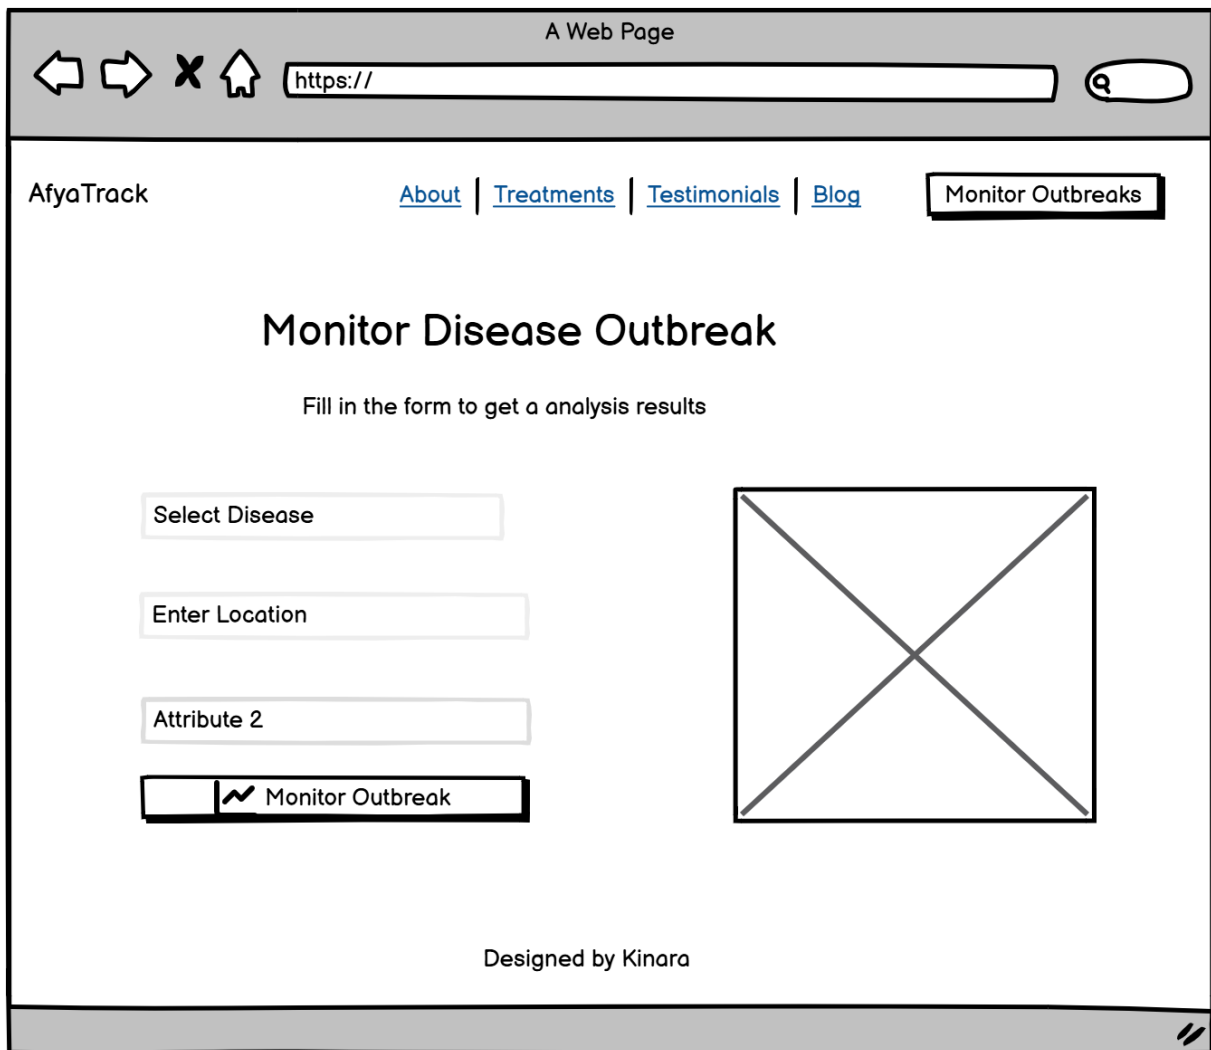 A Web Page
https://
AfyaTrack
About | Treatments | Testimonials | Blog
Monitor Outbreaks
Monitor Disease Outbreak
Fill in the form to get a analysis results
Select Disease
Enter Location
Attribute 2
Monitor Outbreak
Designed by Kinara